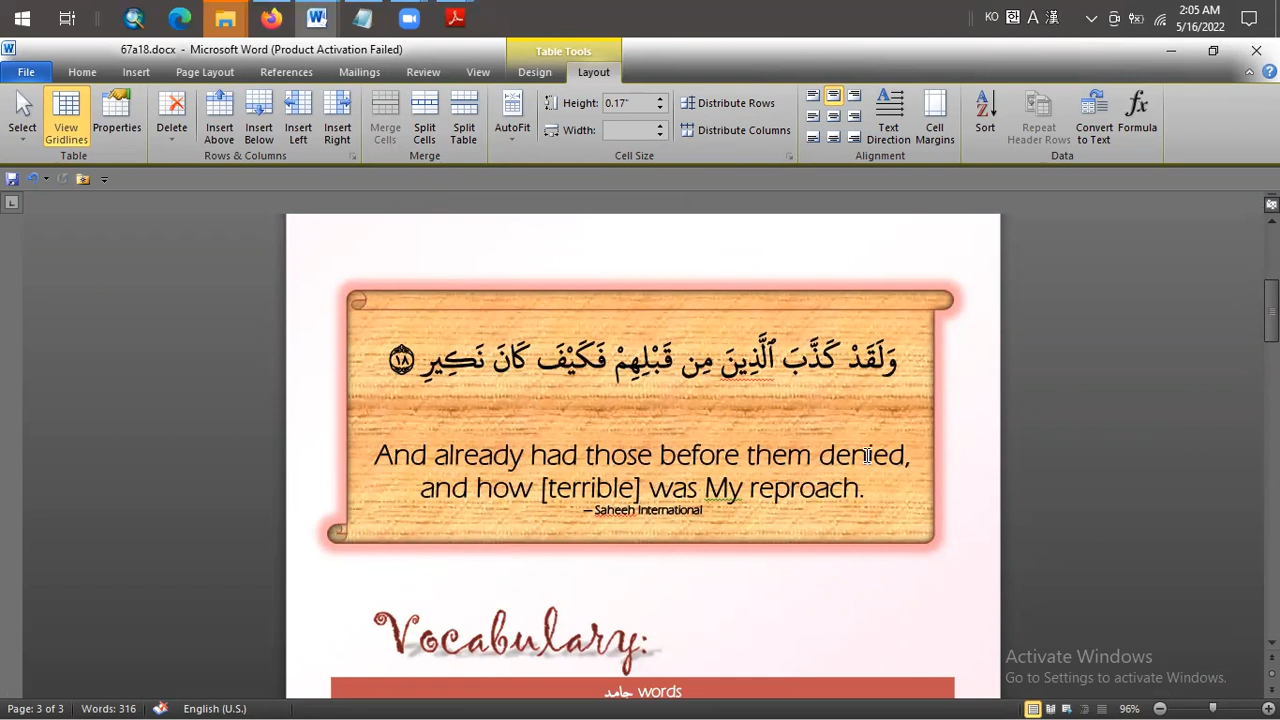 KO A 漢
2:05 AM
5/16/2022
67a18.docx - Microsoft Word (Product Activation Failed)
Table Tools
File Home Insert Page Layout References Mailings Review View Design Layout
Select
View Gridlines
Properties
Table
Delete
Insert Above
Insert Below
Insert Left
Insert Right
Rows & Columns
Merge Cells
Split Cells
Split Table
Merge
AutoFit
Height: 0.17"
Width:
Distribute Rows
Distribute Columns
Cell Size
Text Direction
Cell Margins
Alignment
Sort
Repeat Header Rows
Convert to Text
Formula
Data
وَلَقَدْ كَذَّبَ ٱلَّذِينَ مِن قَبْلِهِمْ فَكَيْفَ كَانَ نَكِيرِ ١٨
And already had those before them denied,
and how [terrible] was My reproach.
— Saheeh International
Vocabulary:
جامد words
Activate Windows
Go to Settings to activate Windows.
Page: 3 of 3 Words: 316 English (U.S.) 96%